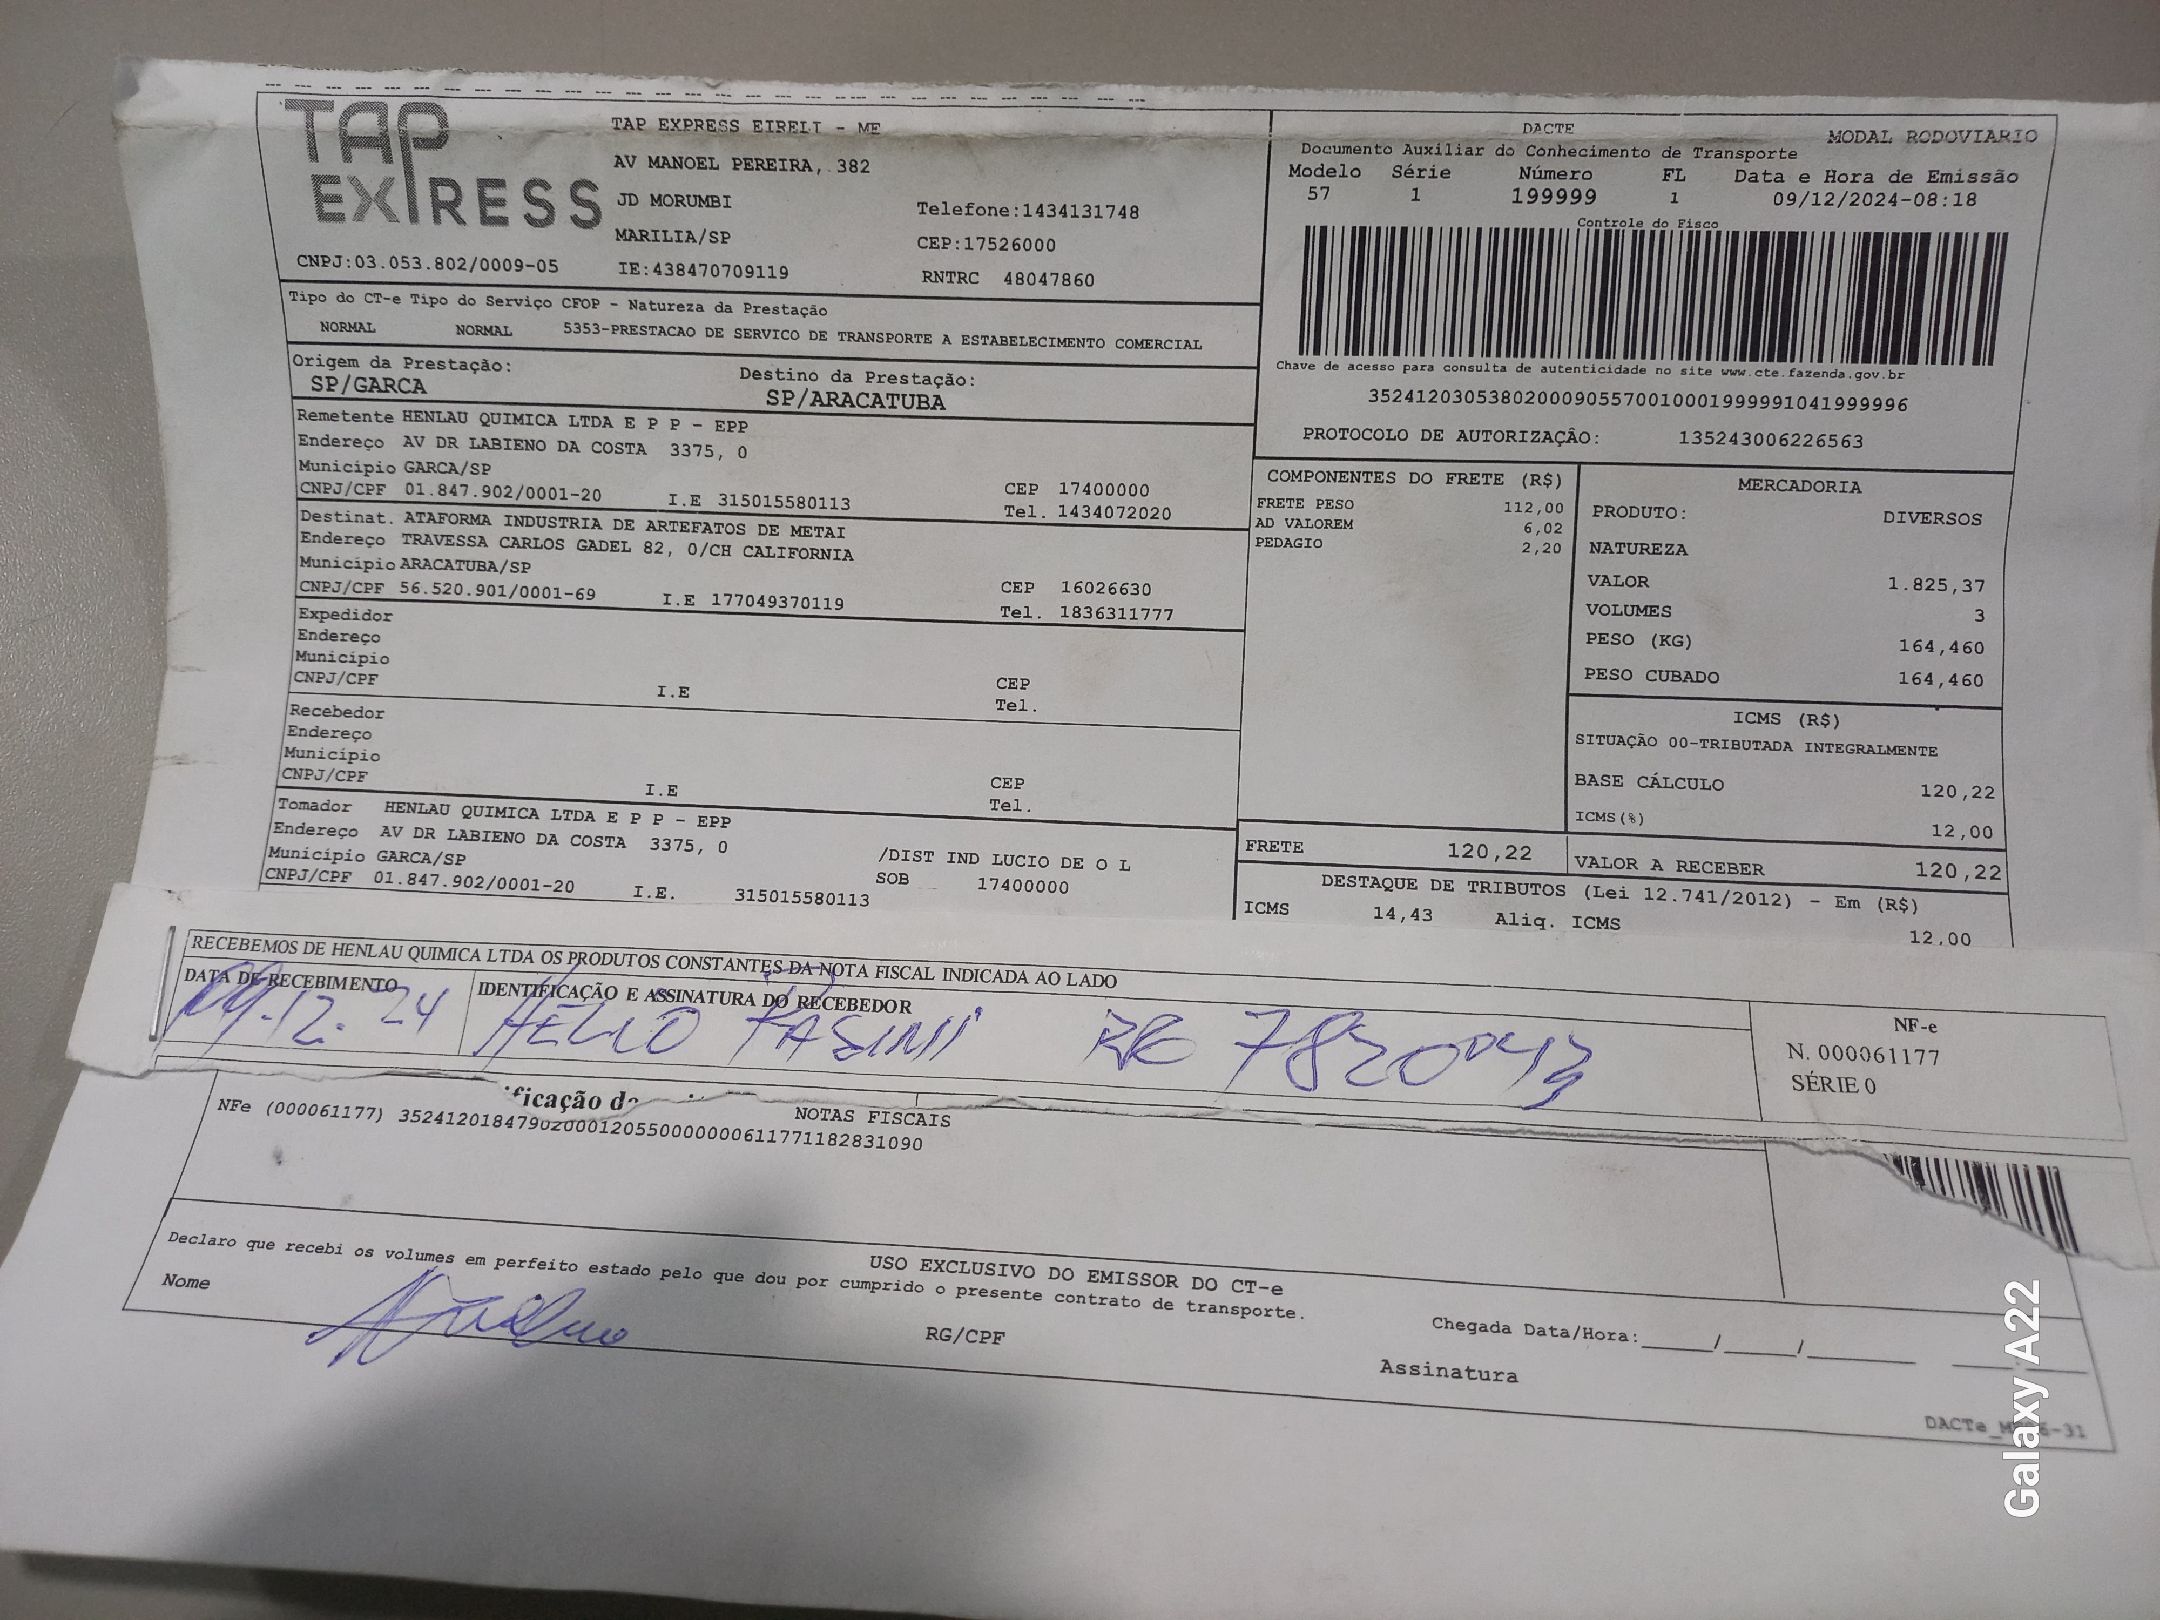 TAP EXPRESS
TAP EXPRESS EIRELI - ME
AV MANOEL PEREIRA,.382
JD MORUMBI
Telefone:1434131748
MARILIA/SP
CEP:17526000
CNPJ:03.053.802/0009-05
IE:438470709119
RNTRC 48047860
DACTE
MODAL RODOVIARIO
Documento Auxiliar do Conhecimento de Transporte
Modelo Série Número FL Data e Hora de Emissão
57 1 199999 1 09/12/2024-08:18
Controle do Fisco
Chave de acesso para consulta de autenticidade no site www.cte.fazenda.gov.br
35241203053802000905570010001999991041999996
PROTOCOLO DE AUTORIZAÇÃO: 135243006226563
Tipo do CT-e Tipo do Serviço CFOP - Natureza da Prestação
NORMAL NORMAL 5353-PRESTACAO DE SERVICO DE TRANSPORTE A ESTABELECIMENTO COMERCIAL
Origem da Prestação: Destino da Prestação:
SP/GARCA SP/ARACATUBA
Remetente HENLAU QUIMICA LTDA E P P - EPP
Endereço AV DR LABIENO DA COSTA 3375, 0
Município GARCA/SP
CEP 17400000
CNPJ/CPF 01.847.902/0001-20 I.E 315015580113 Tel. 1434072020
Destinat. ATAFORMA INDUSTRIA DE ARTEFATOS DE METAI
Endereço TRAVESSA CARLOS GADEL 82, 0/CH CALIFORNIA
Município ARACATUBA/SP
CEP 16026630
CNPJ/CPF 56.520.901/0001-69 I.E 177049370119 Tel. 1836311777
Expedidor
Endereço
Município
CEP
CNPJ/CPF I.E Tel.
Recebedor
Endereço
Município
CEP
CNPJ/CPF I.E Tel.
Tomador HENLAU QUIMICA LTDA E P P - EPP
Endereço AV DR LABIENO DA COSTA 3375, 0 /DIST IND LUCIO DE O L
Município GARCA/SP SOB 17400000
CNPJ/CPF 01.847.902/0001-20 I.E. 315015580113
COMPONENTES DO FRETE (R$)
FRETE PESO 112,00
AD VALOREM 6,02
PEDAGIO 2,20
MERCADORIA
PRODUTO: DIVERSOS
NATUREZA
VALOR 1.825,37
VOLUMES 3
PESO (KG) 164,460
PESO CUBADO 164,460
ICMS (R$)
SITUAÇÃO 00-TRIBUTADA INTEGRALMENTE
BASE CÁLCULO 120,22
ICMS(%) 12,00
FRETE 120,22 VALOR A RECEBER 120,22
DESTAQUE DE TRIBUTOS (Lei 12.741/2012) - Em (R$)
ICMS 14,43 Aliq. ICMS 12,00
RECEBEMOS DE HENLAU QUIMICA LTDA OS PRODUTOS CONSTANTES DA NOTA FISCAL INDICADA AO LADO
DATA DE RECEBIMENTO IDENTIFICAÇÃO E ASSINATURA DO RECEBEDOR
09.12.24 HÉLIO PASINI RG 7820043
NF-e
N. 000061177
SÉRIE 0
NOTAS FISCAIS
NFe (000061177) 35241201847902000120550000000611771182831090
USO EXCLUSIVO DO EMISSOR DO CT-e
Declaro que recebi os volumes em perfeito estado pelo que dou por cumprido o presente contrato de transporte.
Nome RG/CPF Chegada Data/Hora: / /
Assinatura
Galaxy A22